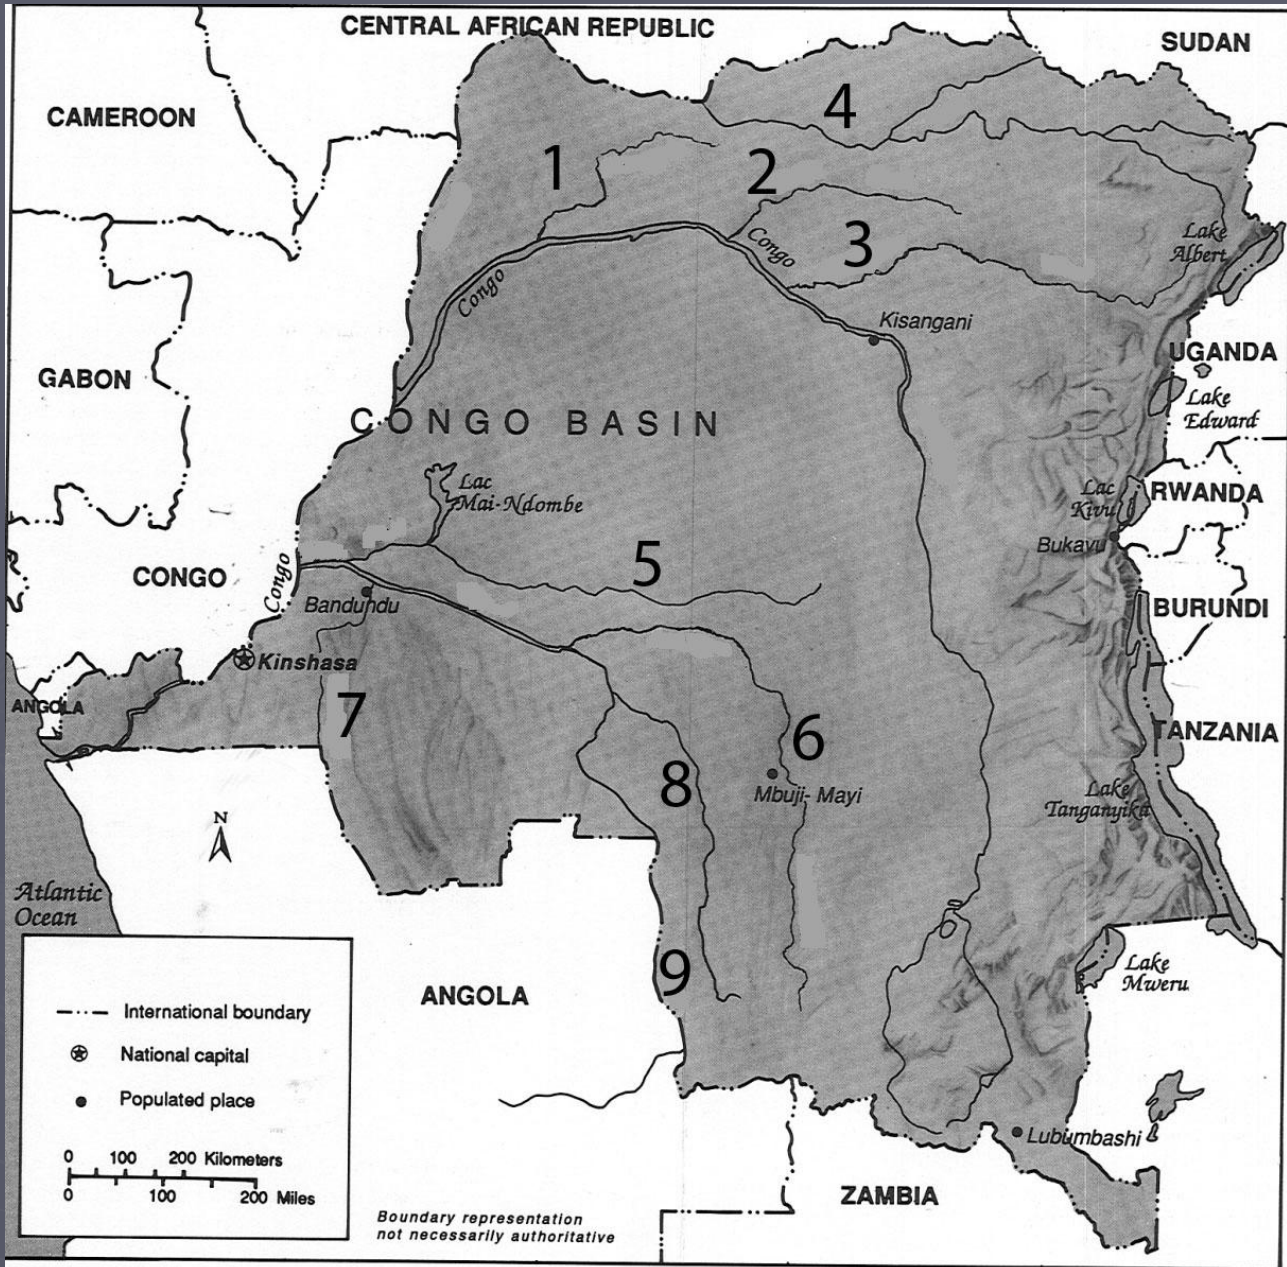 CENTRAL AFRICAN REPUBLIC
SUDAN
CAMEROON
4
1
2
3
Congo
Congo
Lake
Albert
Kisangani
UGANDA
GABON
Lake
Edward
CONGO BASIN
Lac
Mai-Ndombe
Lac
Kivu
RWANDA
Bukavu
5
CONGO
Congo
Bandundu
BURUNDI
Kinshasa
ANGOLA
7
6
TANZANIA
8
Mbuji-Mayi
Lake
Tanganyika
N
Atlantic
Ocean
9
ANGOLA
Lake
Mweru
International boundary
National capital
Populated place
0 100 200 Kilometers
0 100 200 Miles
Lubumbashi
ZAMBIA
Boundary representation
not necessarily authoritative